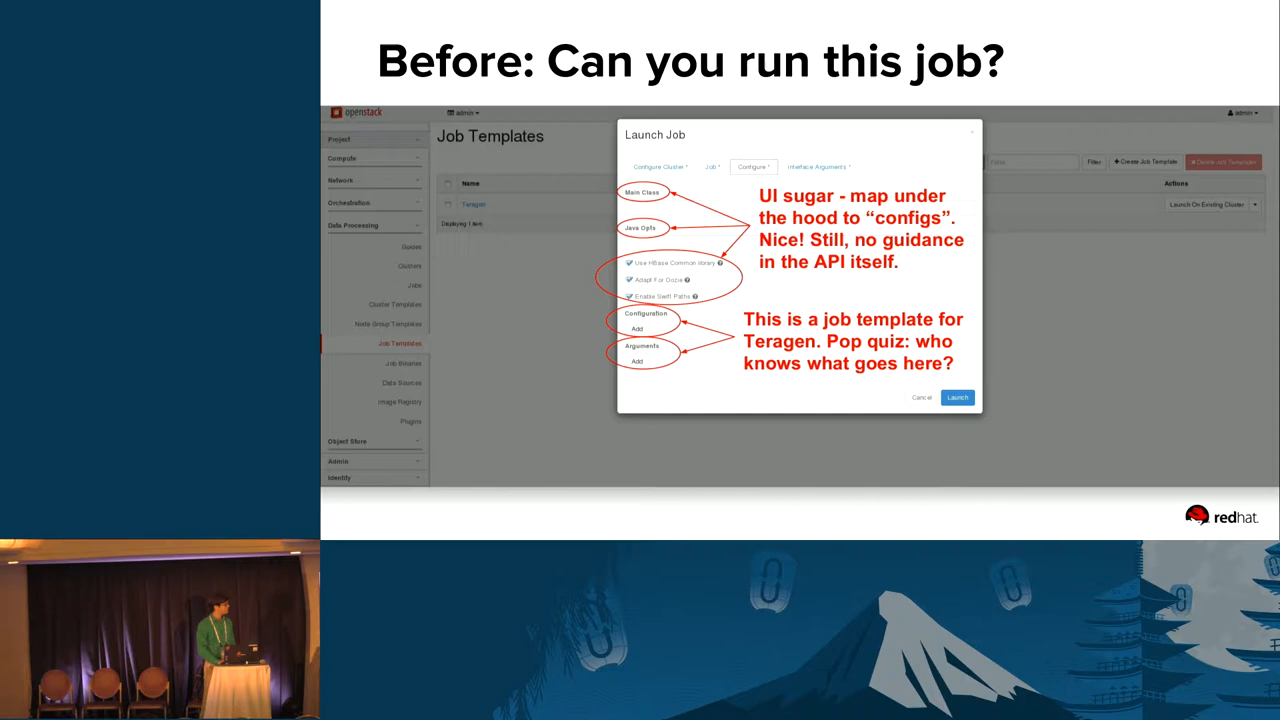 Before: Can you run this job?
openstack
admin
admin
Project
Compute
Network
Orchestration
Data Processing
Guides
Clusters
Jobs
Cluster Templates
Node Group Templates
Job Templates
Job Binaries
Data Sources
Image Registry
Plugins
Object Store
Admin
Identity
Job Templates
Filter
Filter
+ Create Job Template
× Delete Job Templates
Name
Actions
Teragen
Launch On Existing Cluster
Displaying 1 item
Launch Job
Configure Cluster * Job * Configure * Interface Arguments *
Main Class
Java Opts
Use HBase Common library
Adapt For Oozie
Enable Swift Paths
Configuration
Add
Arguments
Add
Cancel
Launch
UI sugar - map under
the hood to “configs”.
Nice! Still, no guidance
in the API itself.
This is a job template for
Teragen. Pop quiz: who
knows what goes here?
redhat.